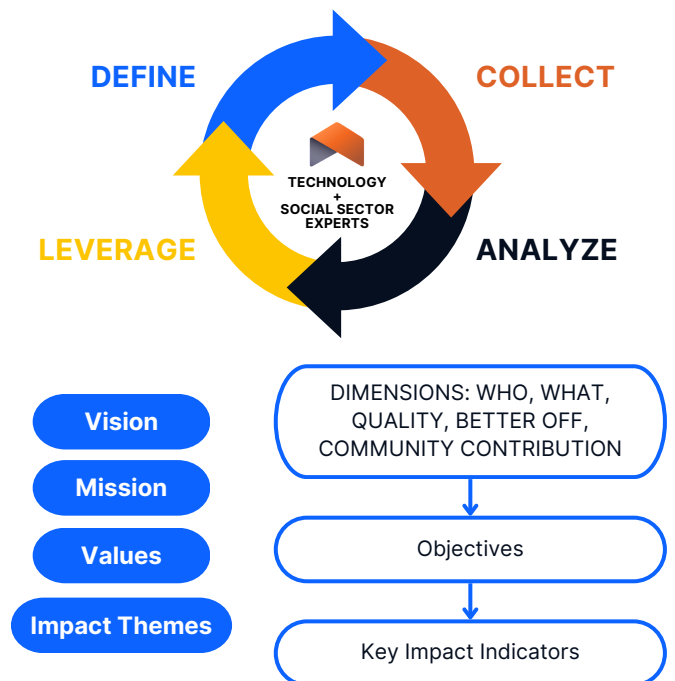 DEFINE
COLLECT
TECHNOLOGY
+
SOCIAL SECTOR
EXPERTS
LEVERAGE
ANALYZE
Vision
Mission
Values
Impact Themes
DIMENSIONS: WHO, WHAT,
QUALITY, BETTER OFF,
COMMUNITY CONTRIBUTION
Objectives
Key Impact Indicators